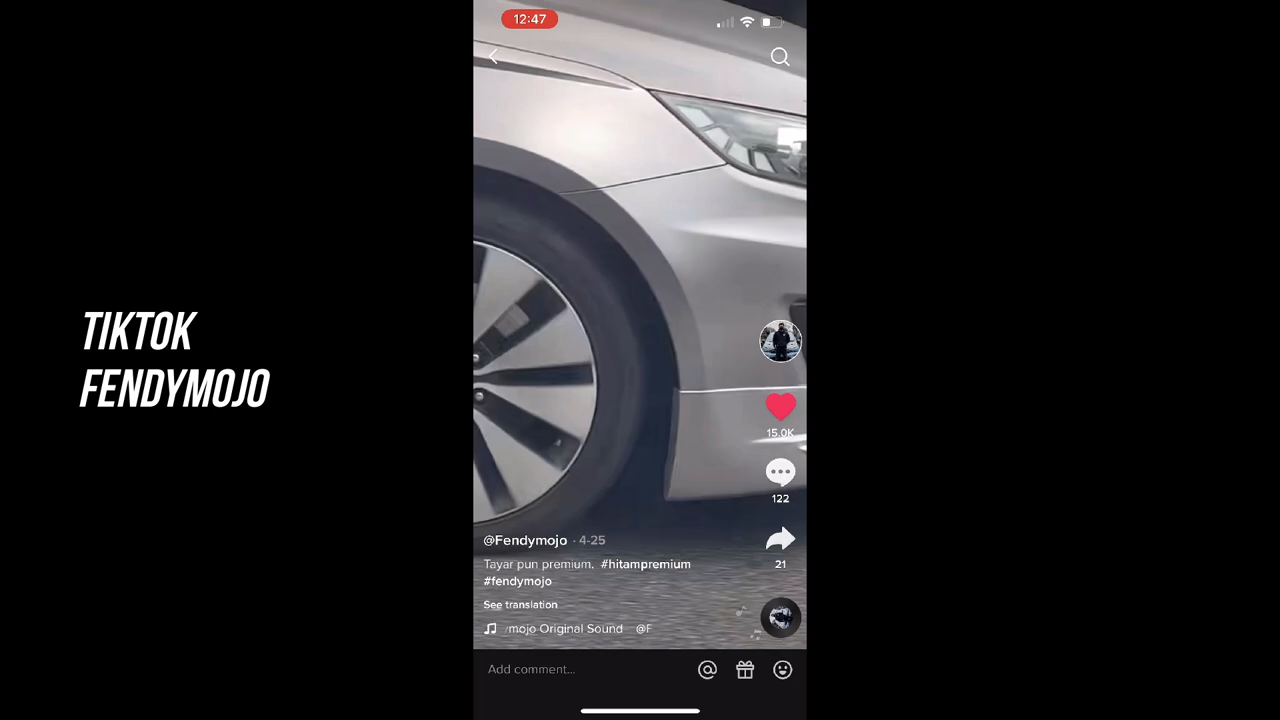 12:47
TIKTOK
FENDYMOJO
15.0K
122
21
@Fendymojo · 4-25
Tayar pun premium. #hitampremium
#fendymojo
See translation
mojo Original Sound @F
Add comment...